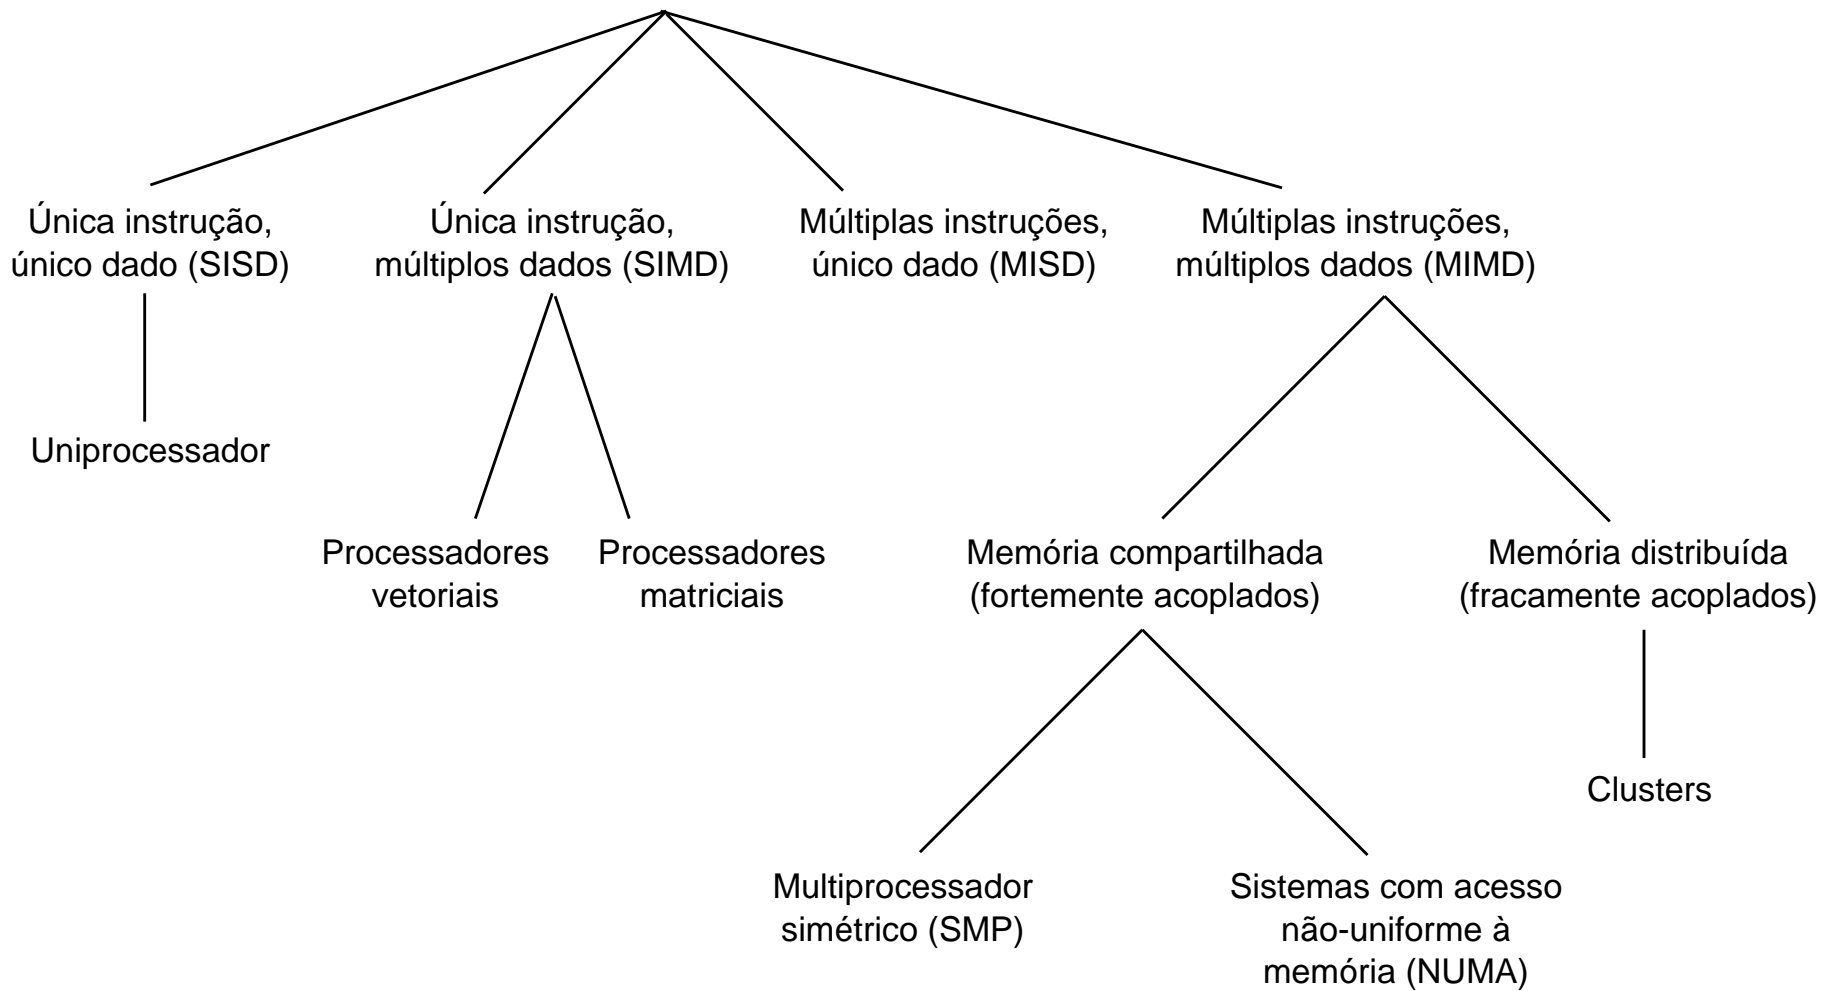 Única instrução,
único dado (SISD)
Única instrução,
múltiplos dados (SIMD)
Múltiplas instruções,
único dado (MISD)
Múltiplas instruções,
múltiplos dados (MIMD)
Uniprocessador
Processadores
vetoriais
Processadores
matriciais
Memória compartilhada
(fortemente acoplados)
Memória distribuída
(fracamente acoplados)
Clusters
Multiprocessador
simétrico (SMP)
Sistemas com acesso
não-uniforme à
memória (NUMA)